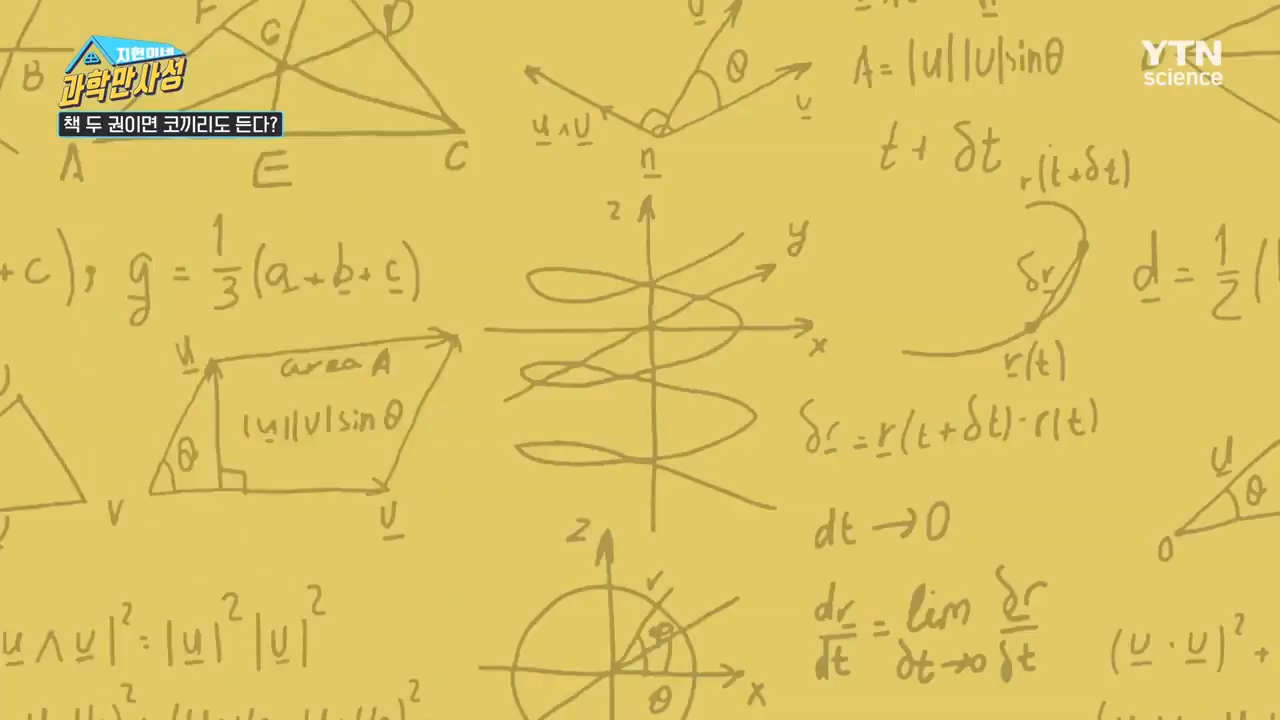 지현이네
과학만사성
책 두 권이면 코끼리도 든다?
YTN
science
F
G
D
B
A
E
C
θ
u ∧ u
n
υ
A = |u||υ|sinθ
t + δt
r(t+δt)
δr
r(t)
+ c); g = 1/3 (a + b + c)
z
y
x
d = 1/2 (
u
area A
|u||υ|sin θ
θ
V
υ
δr = r(t + δt) - r(t)
dt → 0
dr/dt = lim δt→0 δr/δt
u
θ
O
z
r
φ
θ
x
u ∧ υ|² = |u|² |υ|²
(υ · υ)² +